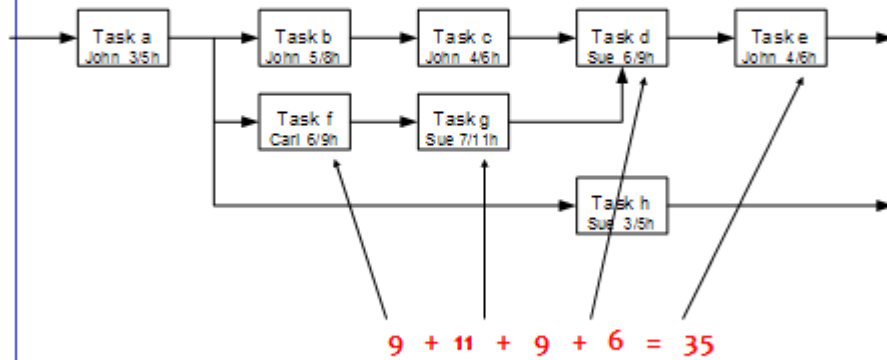 Task a
John 3/5h
Task b
John 5/8h
Task c
John 4/6h
Task d
Sue 6/9h
Task e
John 4/6h
Task f
Carl 6/9h
Task g
Sue 7/11h
Task h
Sue 3/5h
9 + 11 + 9 + 6 = 35